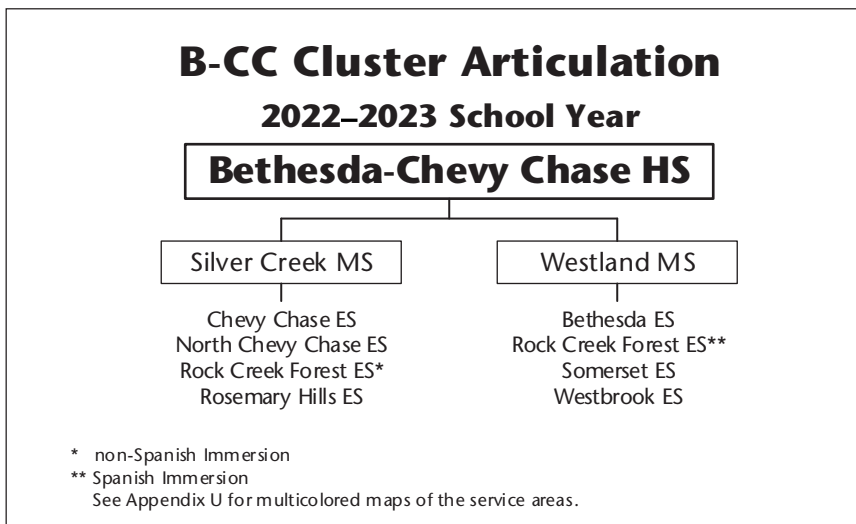 B-CC Cluster Articulation
2022–2023 School Year
Bethesda-Chevy Chase HS
Silver Creek MS
Chevy Chase ES
North Chevy Chase ES
Rock Creek Forest ES*
Rosemary Hills ES
Westland MS
Bethesda ES
Rock Creek Forest ES**
Somerset ES
Westbrook ES
* non-Spanish Immersion
** Spanish Immersion
See Appendix U for multicolored maps of the service areas.